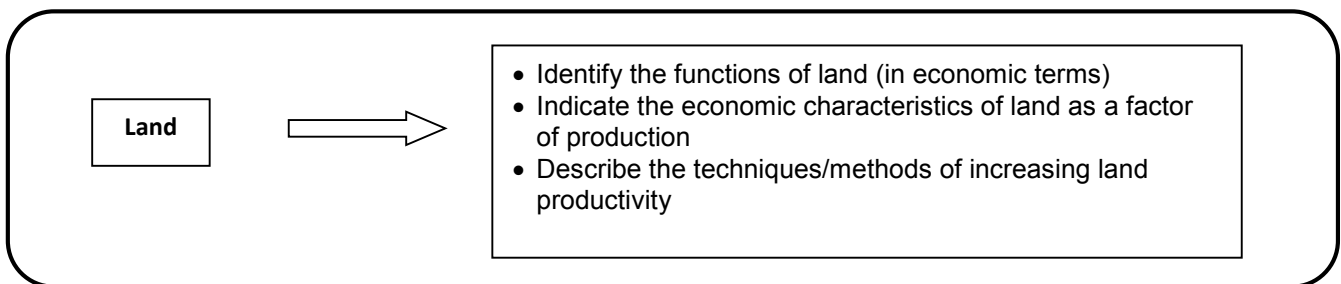 Land
• Identify the functions of land (in economic terms)
• Indicate the economic characteristics of land as a factor
of production
• Describe the techniques/methods of increasing land
productivity